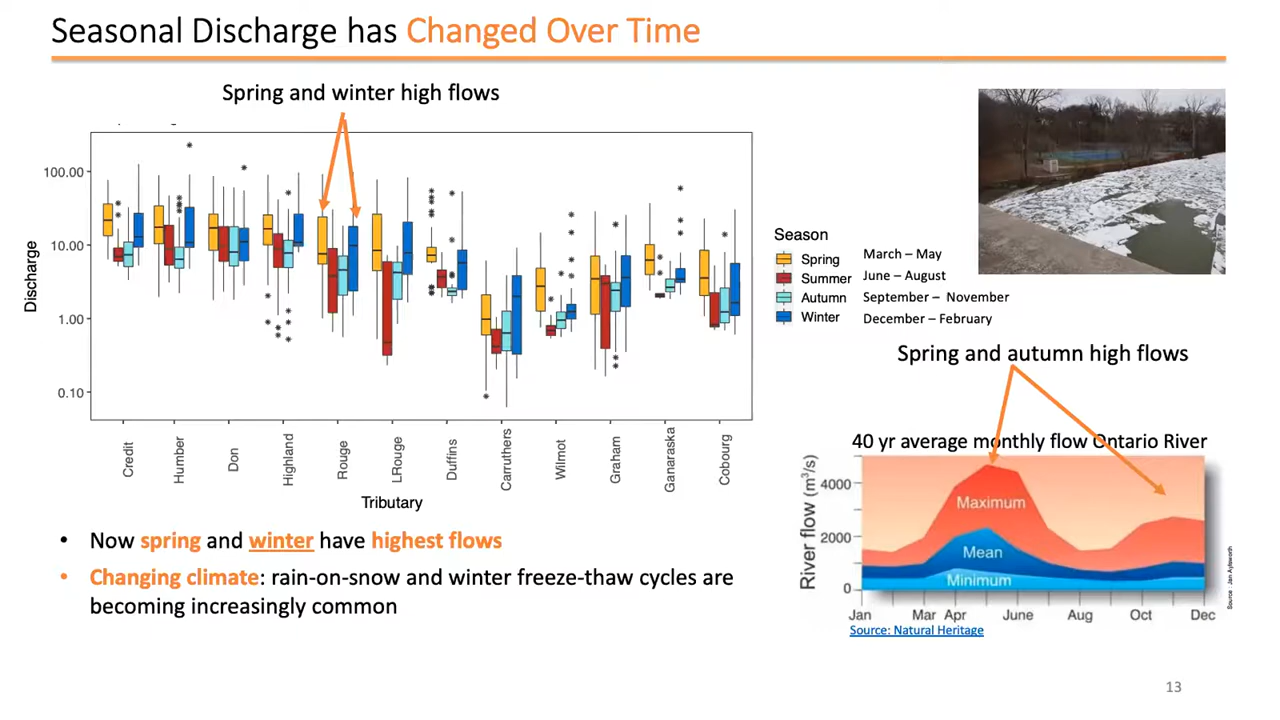 Seasonal Discharge has Changed Over Time
Spring and winter high flows
100.00
10.00
1.00
0.10
Discharge
Credit
Humber
Don
Highland
Rouge
LRouge
Duffins
Carruthers
Wilmot
Graham
Ganaraska
Cobourg
Tributary
Season
Spring March – May
Summer June – August
Autumn September – November
Winter December – February
Spring and autumn high flows
40 yr average monthly flow Ontario River
River flow (m³/s)
4000
2000
0
Maximum
Mean
Minimum
Jan Mar Apr June Aug Oct Dec
Source: Natural Heritage
Source: Jan Aylsworth
• Now spring and winter have highest flows
• Changing climate: rain-on-snow and winter freeze-thaw cycles are
becoming increasingly common
13